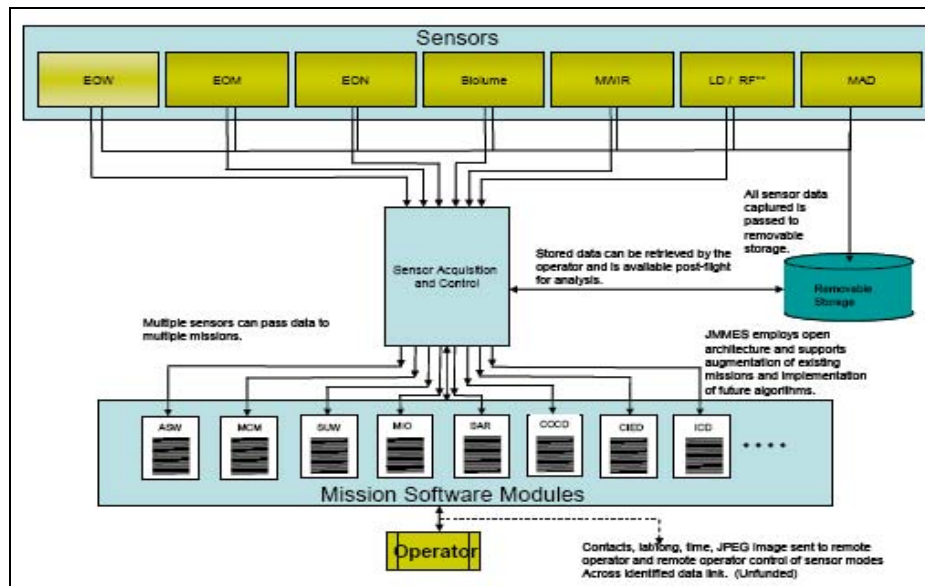 Sensors
EOW EOM EON Biolume MWIR LD / RF** MAD
All sensor data
captured is
passed to
removable
storage.
Sensor Acquisition
and Control
Stored data can be retrieved by the
operator and is available post-flight
for analysis.
Removable
Storage
Multiple sensors can pass data to
multiple missions.
JMMES employs open
architecture and supports
augmentation of existing
missions and implementation
of future algorithms.
ASW MCM SUW MIO SAR COCD CIED ICD
Mission Software Modules
Operator
Contacts, lat/long, time, JPEG image sent to remote
operator and remote operator control of sensor modes
Across identified data link. (Unfunded)